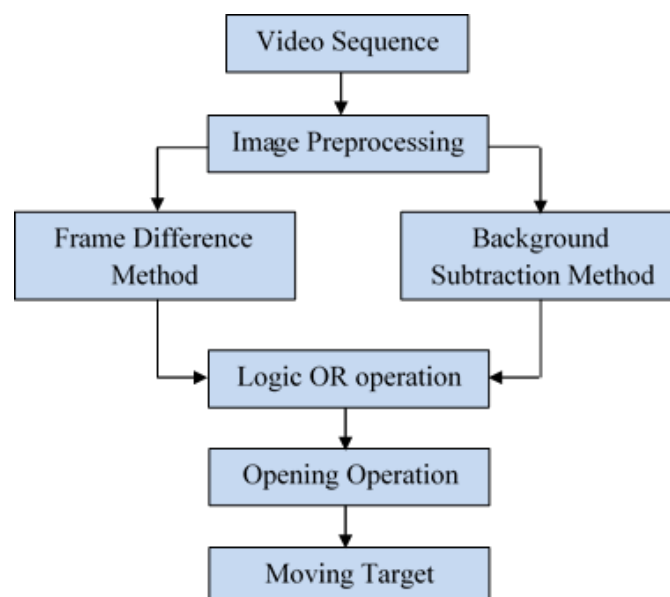 Video Sequence
Image Preprocessing
Frame Difference
Method
Background
Subtraction Method
Logic OR operation
Opening Operation
Moving Target